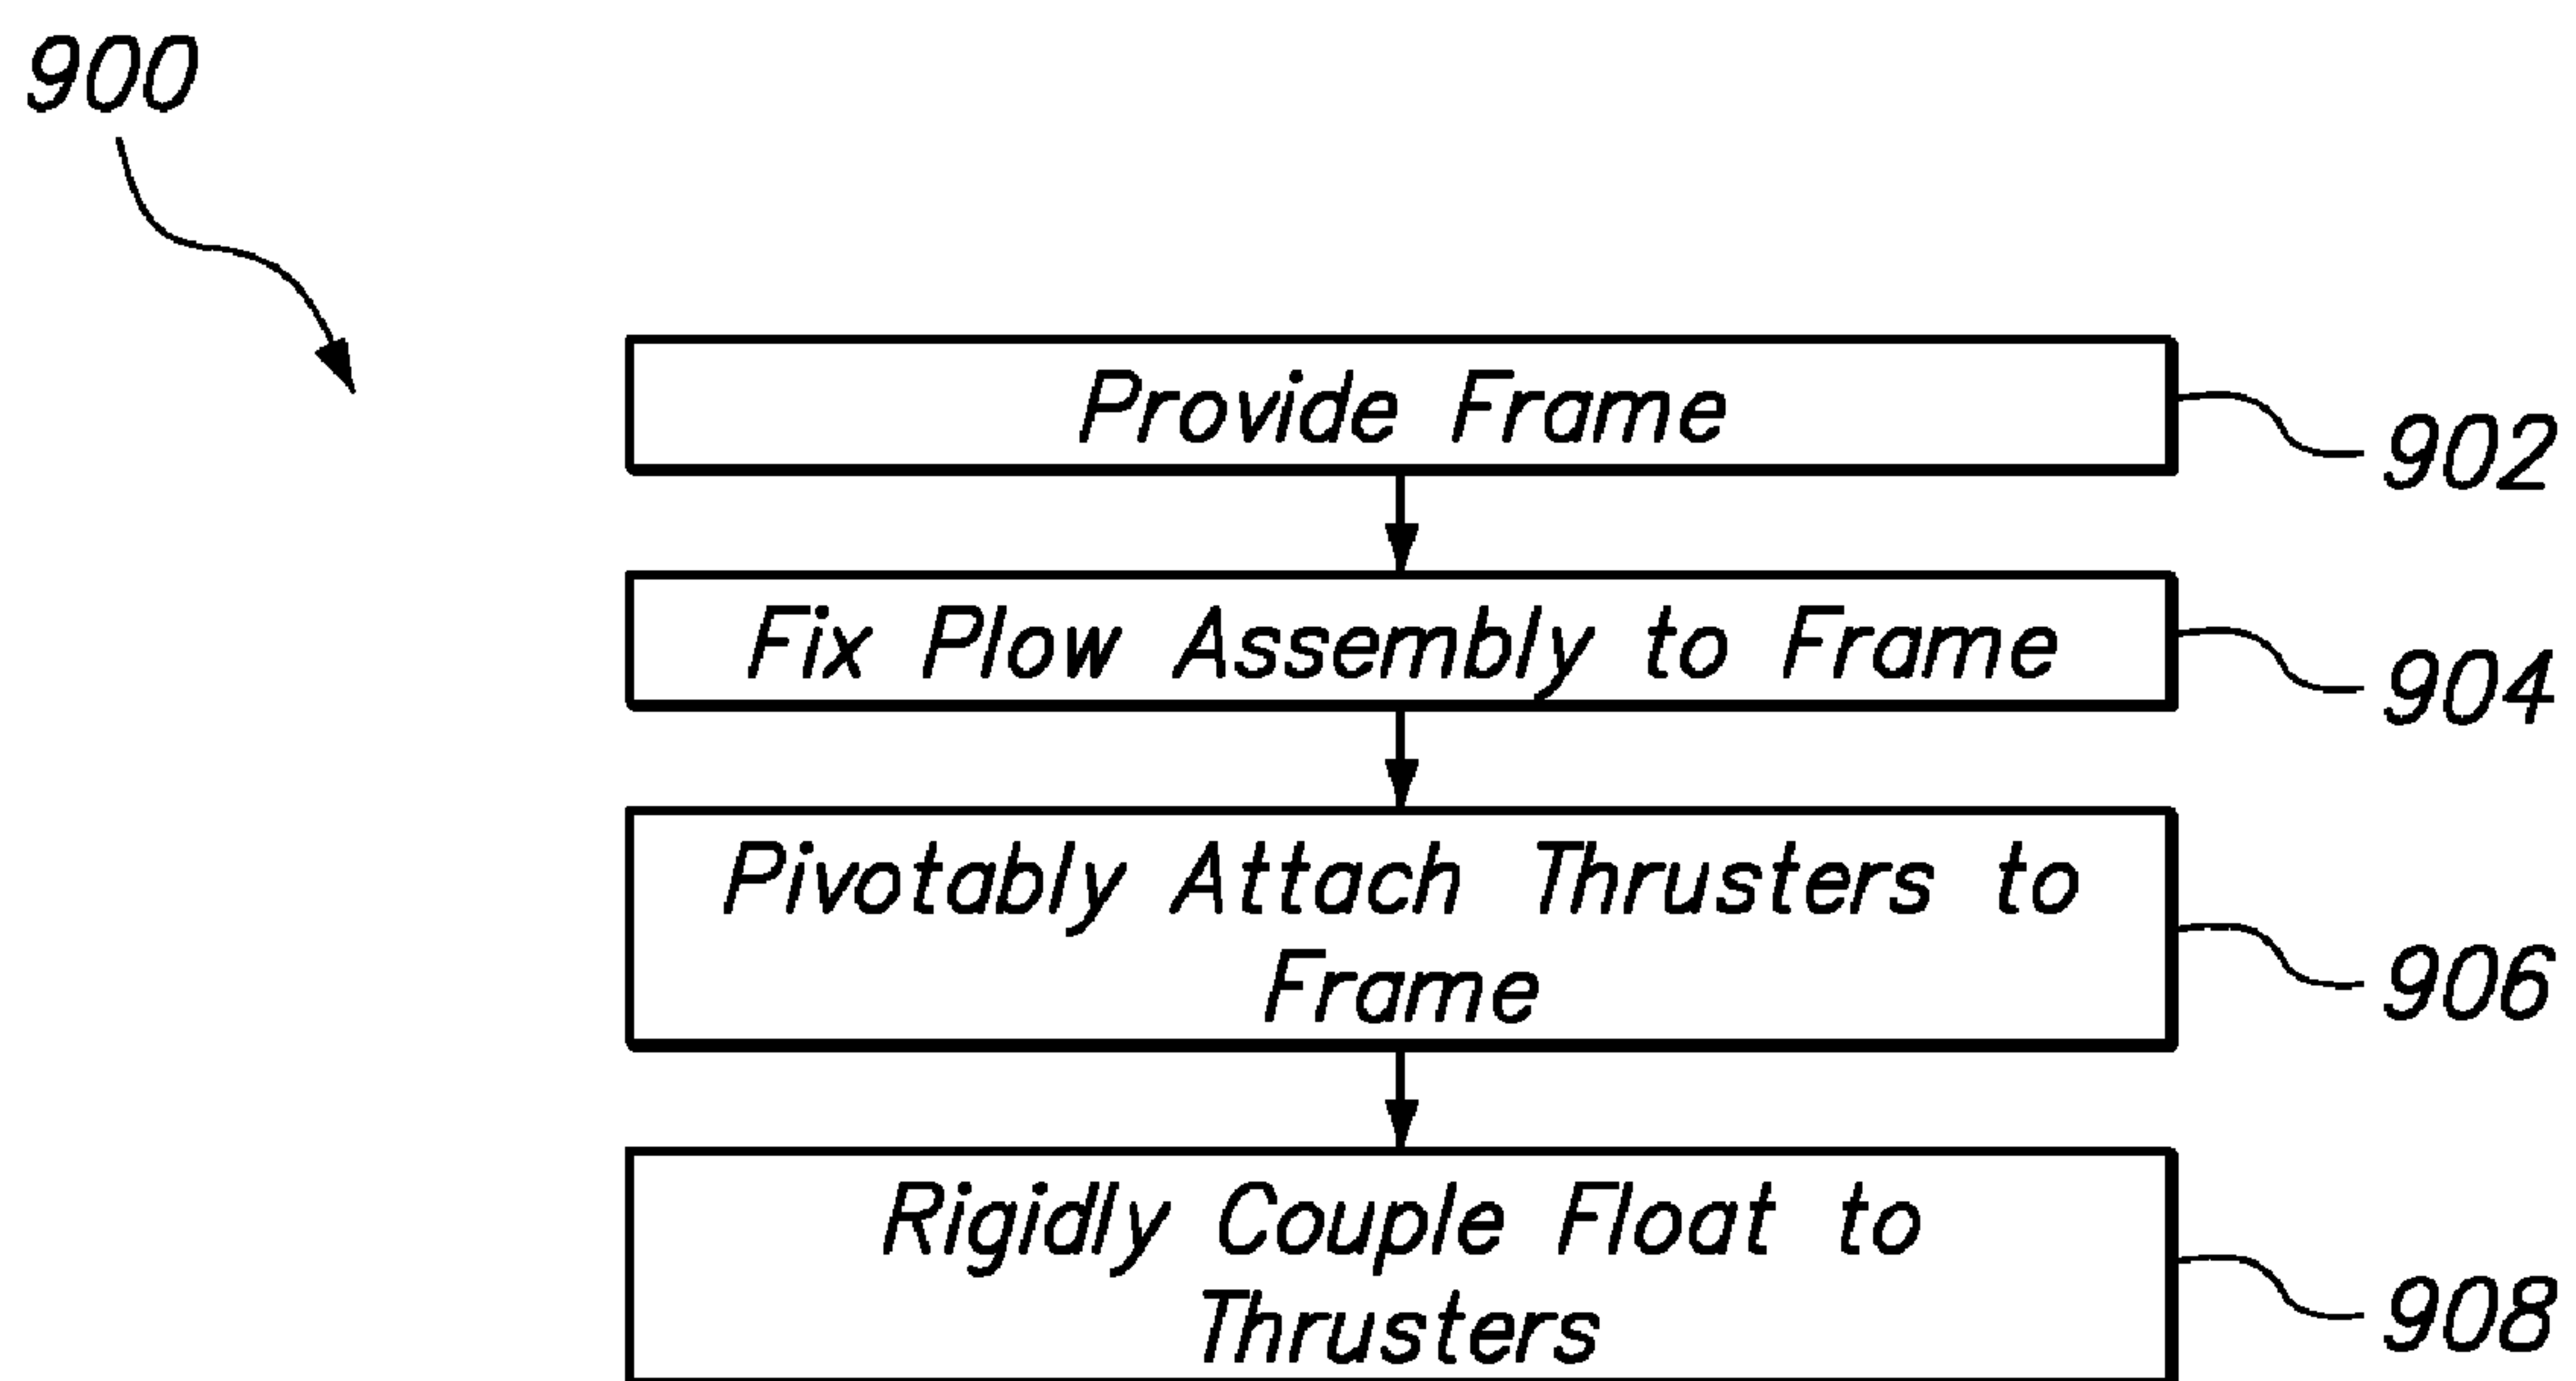 900
Provide Frame
902
Fix Plow Assembly to Frame
904
Pivotably Attach Thrusters to
Frame
906
Rigidly Couple Float to
Thrusters
908